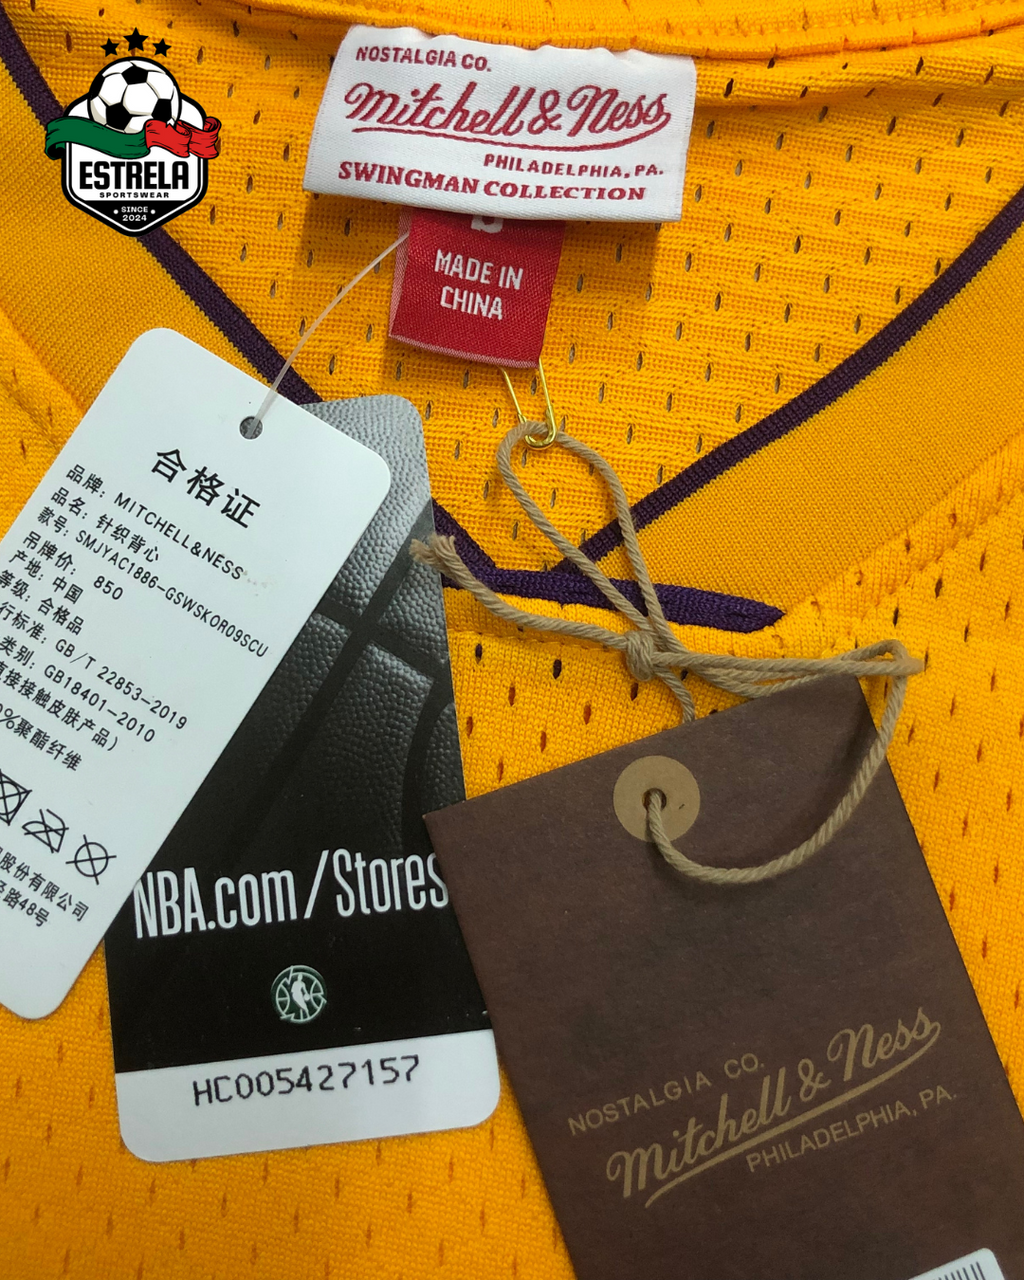 ESTRELA
SPORTSWEAR
SINCE
2024
NOSTALGIA CO.
Mitchell & Ness
PHILADELPHIA, PA.
SWINGMAN COLLECTION
MADE IN
CHINA
合格证
品牌: MITCHELL&NESS
品名: 针织背心
款号: SMJYAC1886-GSWSKOR09SCU
吊牌价: 850
产地: 中国
等级: 合格品
行标准: GB/T 22853-2019
类别: GB18401-2010
直接接触皮肤产品)
%聚酯纤维
股份有限公司
路48号
NBA.com/Stores
HC005427157
NOSTALGIA CO.
Mitchell & Ness
PHILADELPHIA, PA.